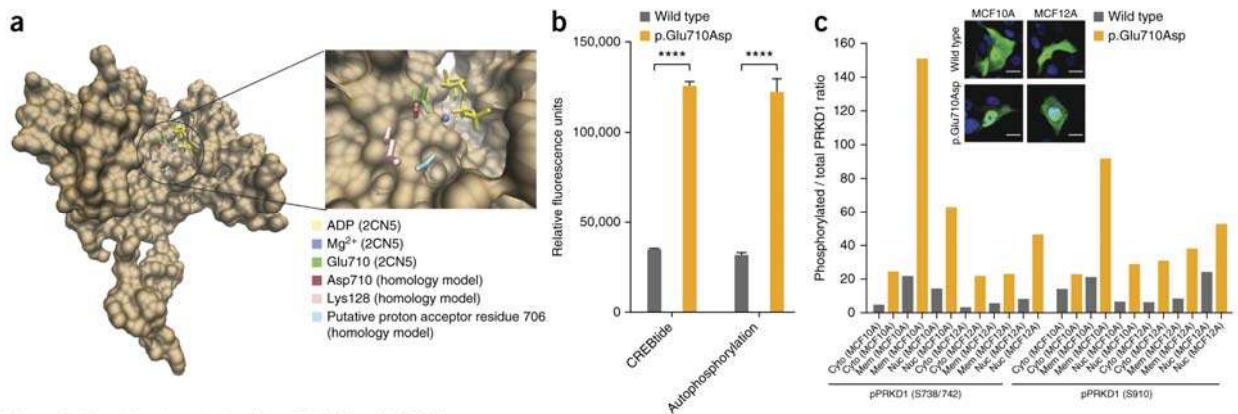 a
ADP (2CN5)
Mg2+ (2CN5)
Glu710 (2CN5)
Asp710 (homology model)
Lys128 (homology model)
Putative proton acceptor residue 706
(homology model)
b
Wild type
p.Glu710Asp
150,000
100,000
50,000
0
Relative fluorescence units
****
****
CREBtide
Autophosphorylation
c
MCF10A
MCF12A
Wild type
p.Glu710Asp
Wild type
p.Glu710Asp
160
140
120
100
80
60
40
20
0
Phosphorylated / total PRKD1 ratio
Cyto (MCF10A)
Cyto (MCF10A)
Mem (MCF10A)
Mem (MCF10A)
Nuc (MCF10A)
Nuc (MCF10A)
Cyto (MCF12A)
Cyto (MCF12A)
Mem (MCF12A)
Mem (MCF12A)
Nuc (MCF12A)
Nuc (MCF12A)
Cyto (MCF10A)
Cyto (MCF10A)
Mem (MCF10A)
Mem (MCF10A)
Nuc (MCF10A)
Nuc (MCF10A)
Cyto (MCF12A)
Cyto (MCF12A)
Mem (MCF12A)
Mem (MCF12A)
Nuc (MCF12A)
Nuc (MCF12A)
pPRKD1 (S738/742)
pPRKD1 (S910)